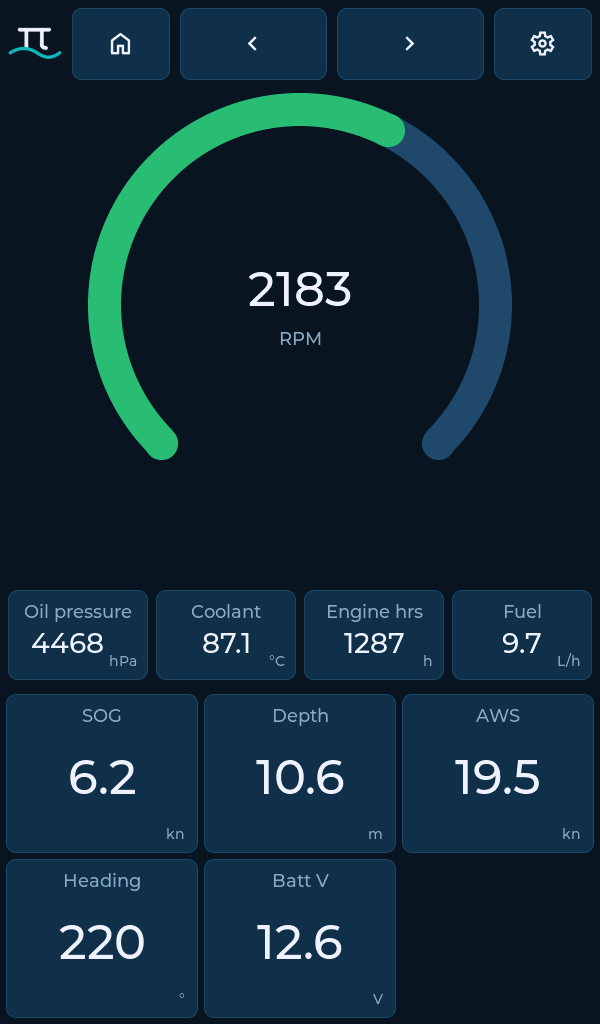 2183
RPM
Oil pressure
4468 hPa
Coolant
87.1 °C
Engine hrs
1287 h
Fuel
9.7 L/h
SOG
6.2
kn
Depth
10.6
m
AWS
19.5
kn
Heading
220
°
Batt V
12.6
V